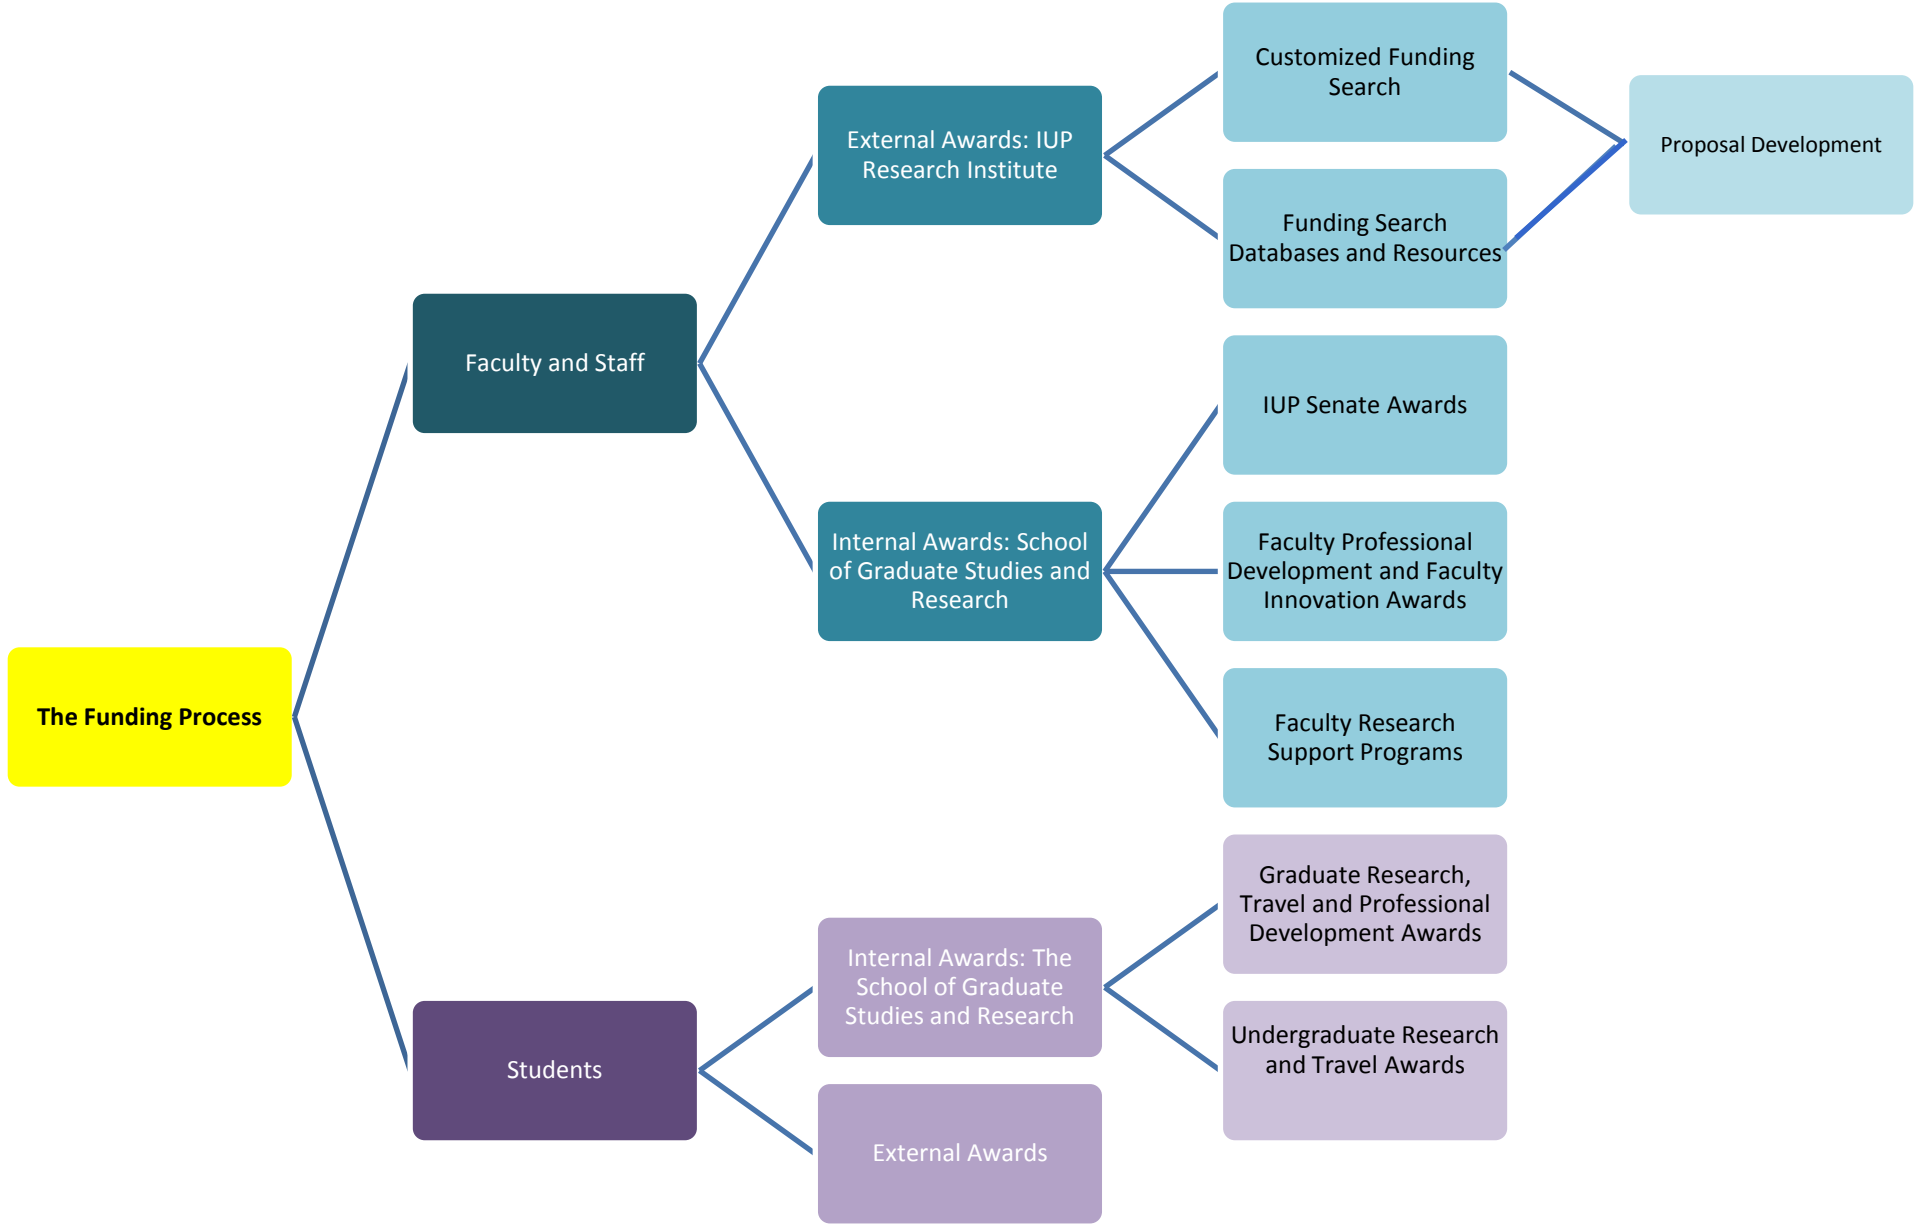 The Funding Process
Faculty and Staff
External Awards: IUP
Research Institute
Customized Funding
Search
Funding Search
Databases and Resources
Proposal Development
Internal Awards: School
of Graduate Studies and
Research
IUP Senate Awards
Faculty Professional
Development and Faculty
Innovation Awards
Faculty Research
Support Programs
Students
Internal Awards: The
School of Graduate
Studies and Research
Graduate Research,
Travel and Professional
Development Awards
Undergraduate Research
and Travel Awards
External Awards